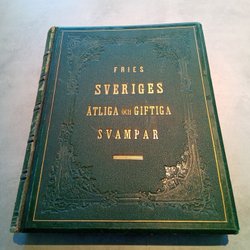 FRIES
SVERIGES
ÄTLIGA OCH GIFTIGA
SVAMPAR